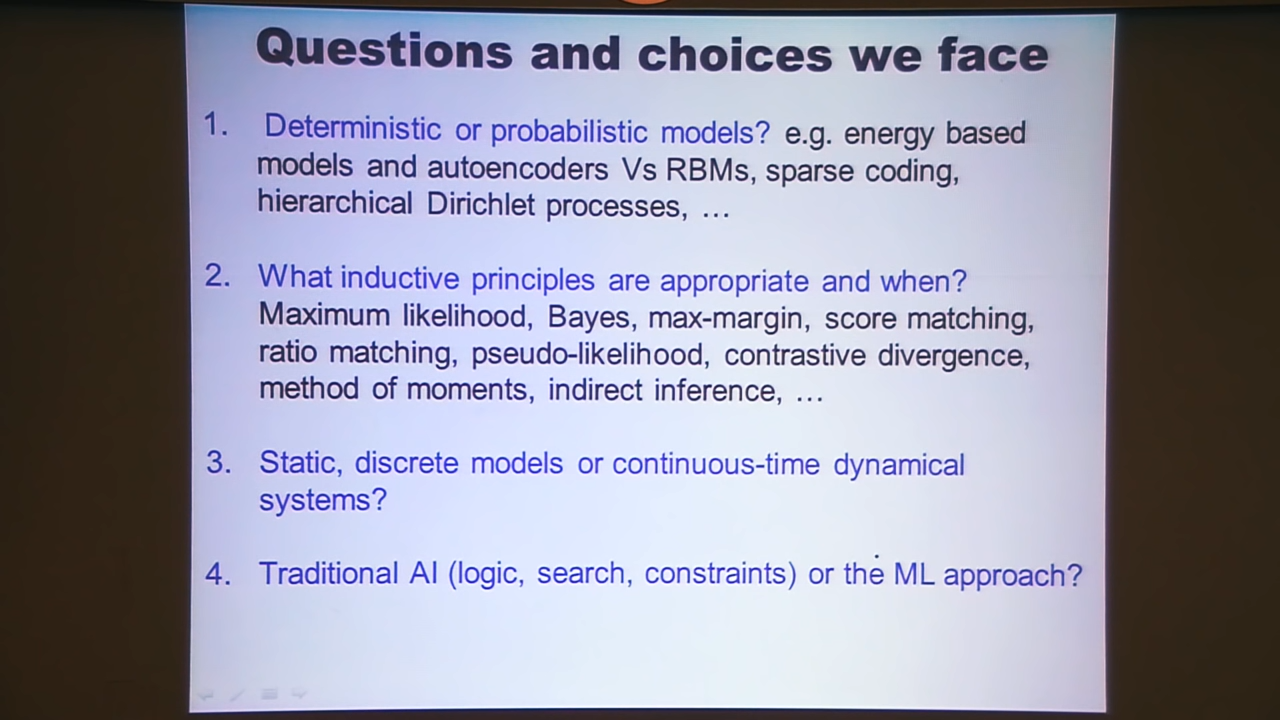 Questions and choices we face
1. Deterministic or probabilistic models? e.g. energy based
models and autoencoders Vs RBMs, sparse coding,
hierarchical Dirichlet processes, …
2. What inductive principles are appropriate and when?
Maximum likelihood, Bayes, max-margin, score matching,
ratio matching, pseudo-likelihood, contrastive divergence,
method of moments, indirect inference, …
3. Static, discrete models or continuous-time dynamical
systems?
4. Traditional AI (logic, search, constraints) or the ML approach?